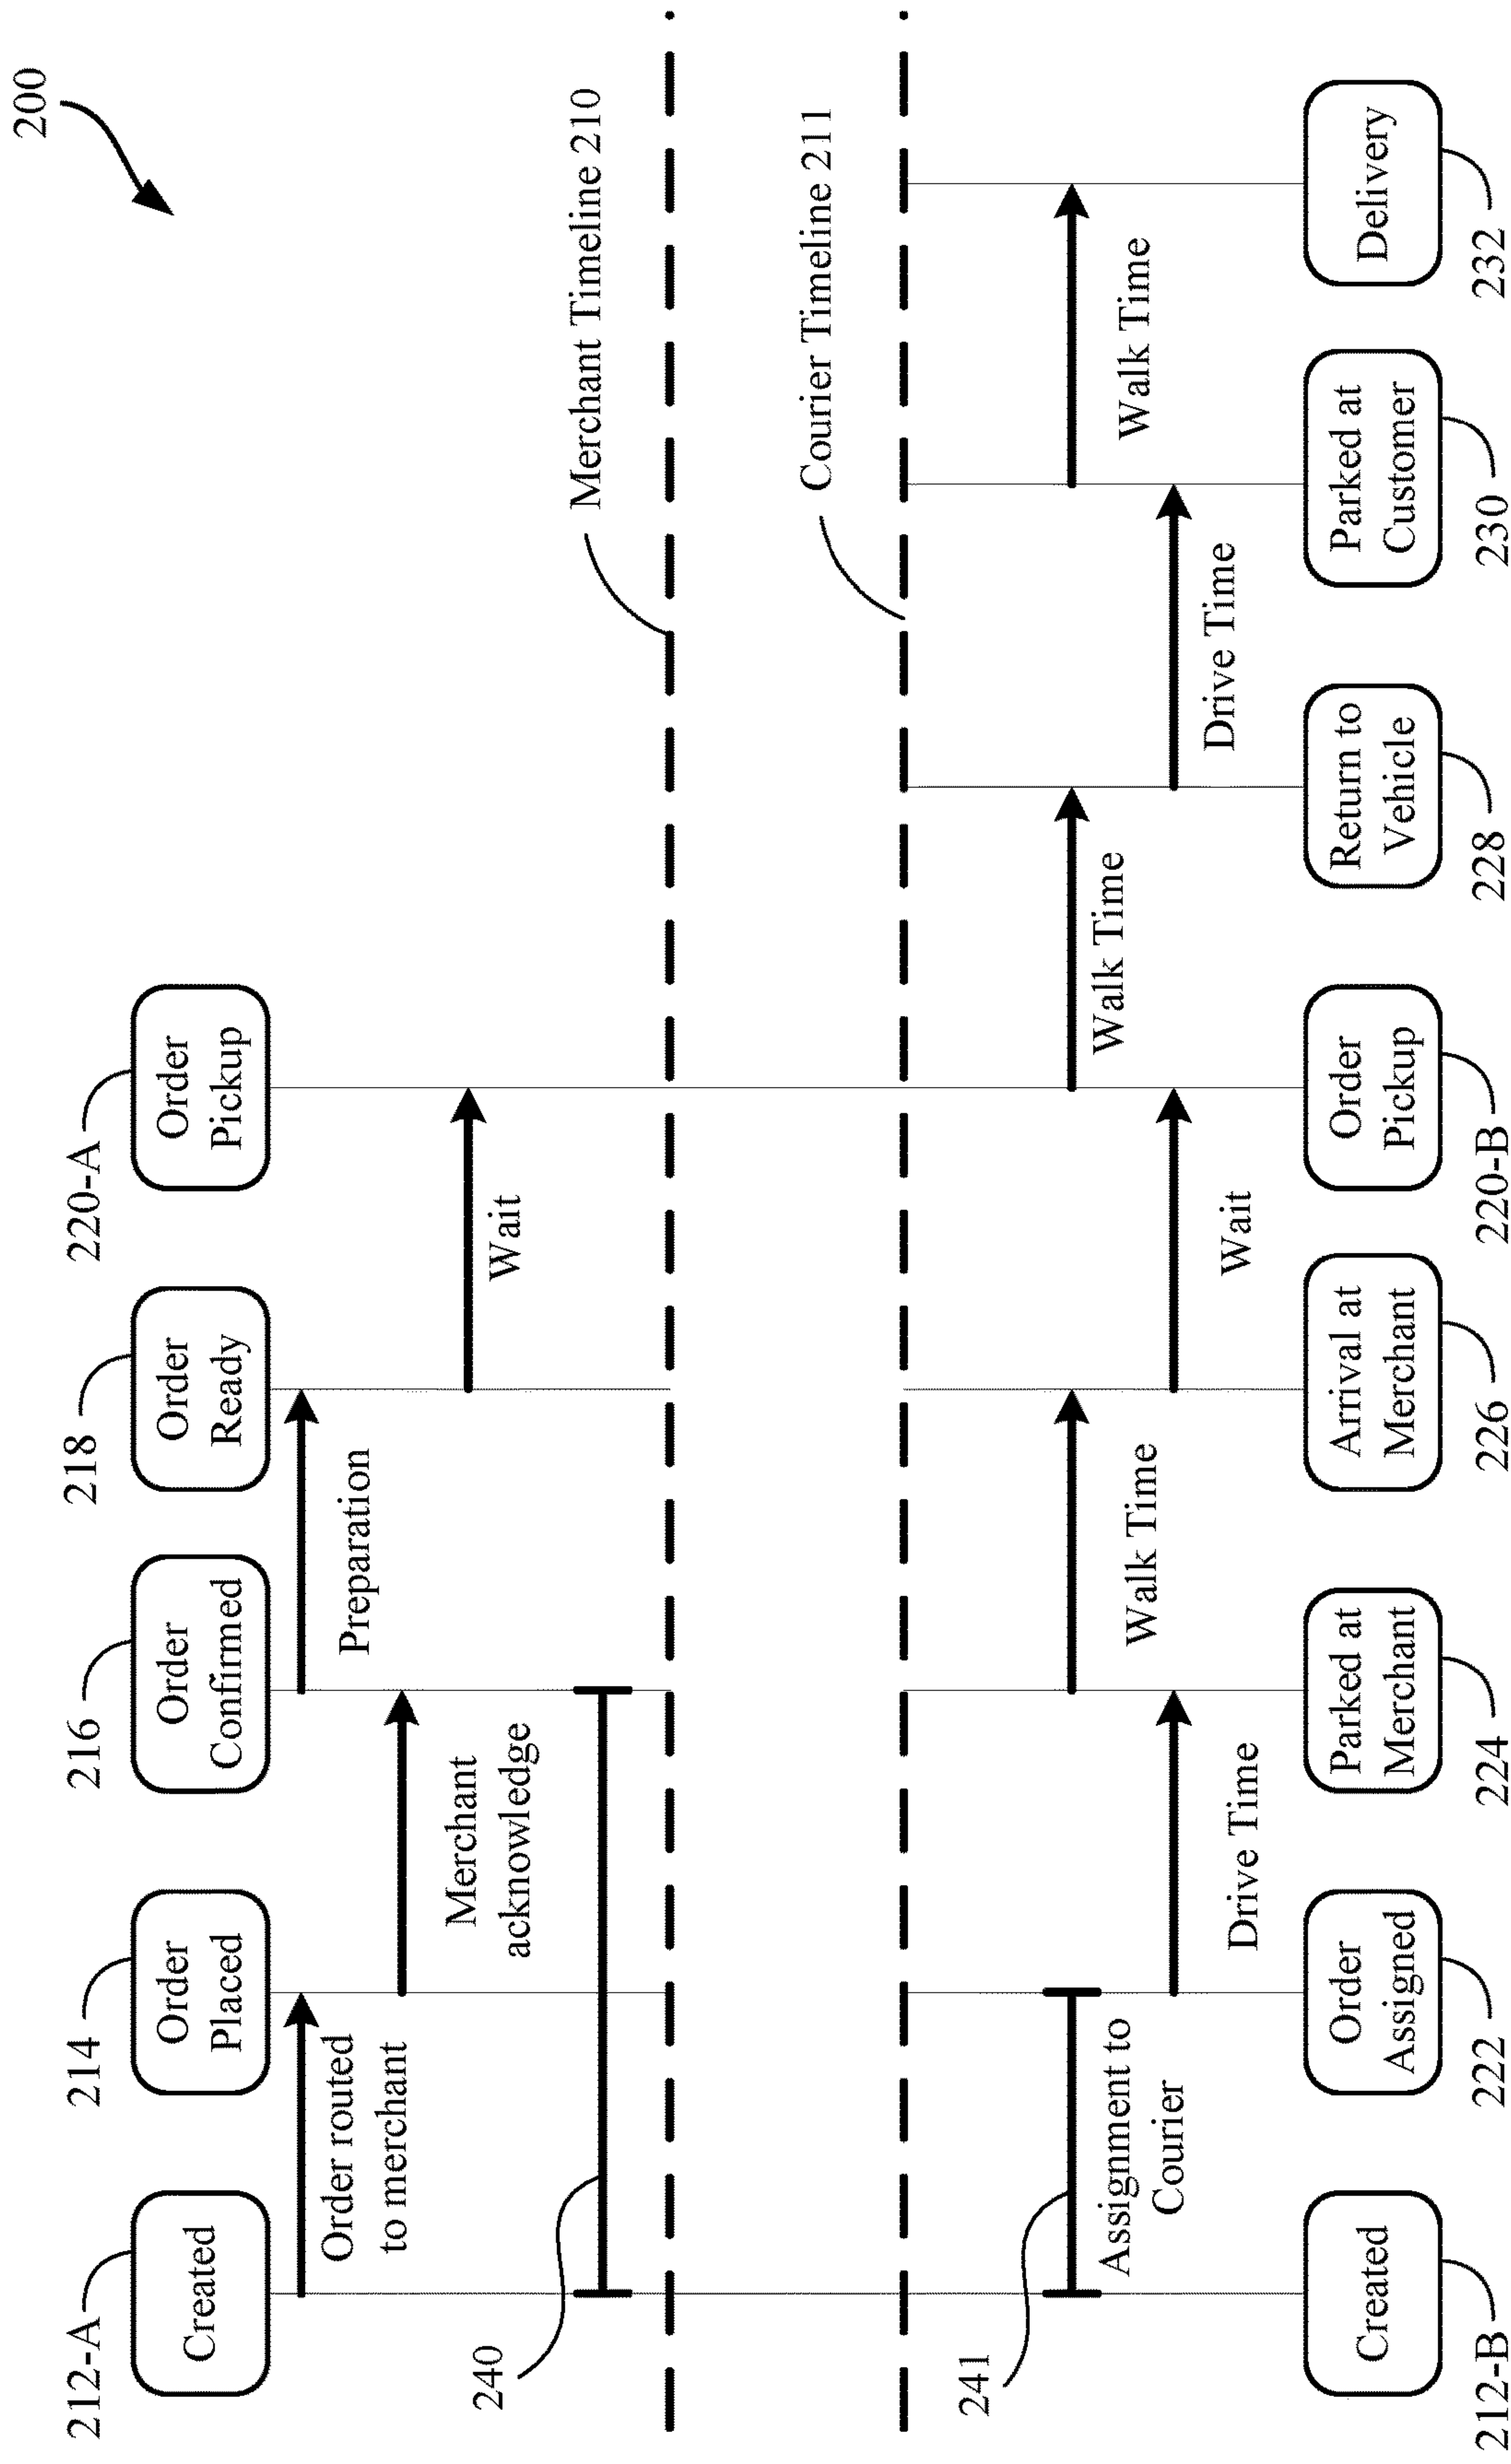 200
212-A
214
216
218
220-A
Created
Order
Placed
Order
Confirmed
Order
Ready
Order
Pickup
Order routed
to merchant
Merchant
acknowledge
Preparation
Wait
240
Merchant Timeline 210
Courier Timeline 211
241
Assignment to
Courier
Drive Time
Walk Time
Wait
Walk Time
Drive Time
Walk Time
Created
Order
Assigned
Parked at
Merchant
Arrival at
Merchant
Order
Pickup
Return to
Vehicle
Parked at
Customer
Delivery
212-B
222
224
226
220-B
228
230
232